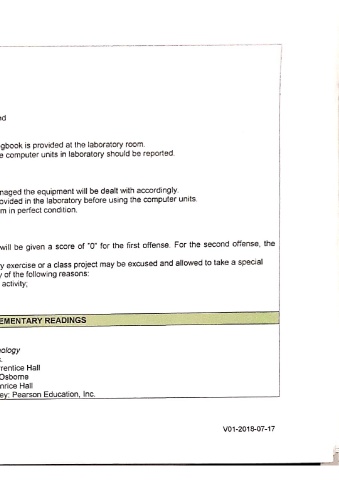 ed
gbook is provided at the laboratory room.
e computer units in laboratory should be reported.
maged the equipment will be dealt with accordingly.
ovided in the laboratory before using the computer units.
m in perfect condition.
will be given a score of "0" for the first offense. For the second offense, the
y exercise or a class project may be excused and allowed to take a special
y of the following reasons:
activity;
EMENTARY READINGS
ology
rentice Hall
Osborne
nrice Hall
ey: Pearson Education, Inc.
V01-2018-07-17